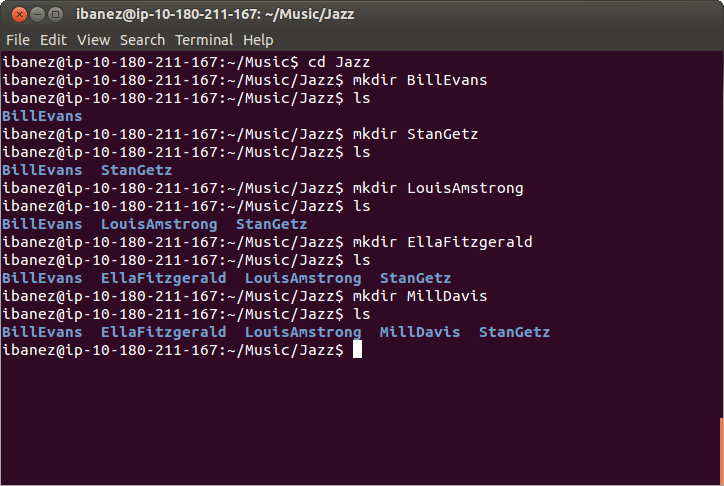 ibanez@ip-10-180-211-167: ~/Music/Jazz
File Edit View Search Terminal Help
ibanez@ip-10-180-211-167:~/Music$ cd Jazz
ibanez@ip-10-180-211-167:~/Music/Jazz$ mkdir BillEvans
ibanez@ip-10-180-211-167:~/Music/Jazz$ ls
BillEvans
ibanez@ip-10-180-211-167:~/Music/Jazz$ mkdir StanGetz
ibanez@ip-10-180-211-167:~/Music/Jazz$ ls
BillEvans  StanGetz
ibanez@ip-10-180-211-167:~/Music/Jazz$ mkdir LouisAmstrong
ibanez@ip-10-180-211-167:~/Music/Jazz$ ls
BillEvans  LouisAmstrong  StanGetz
ibanez@ip-10-180-211-167:~/Music/Jazz$ mkdir EllaFitzgerald
ibanez@ip-10-180-211-167:~/Music/Jazz$ ls
BillEvans  EllaFitzgerald  LouisAmstrong  StanGetz
ibanez@ip-10-180-211-167:~/Music/Jazz$ mkdir MillDavis
ibanez@ip-10-180-211-167:~/Music/Jazz$ ls
BillEvans  EllaFitzgerald  LouisAmstrong  MillDavis  StanGetz
ibanez@ip-10-180-211-167:~/Music/Jazz$